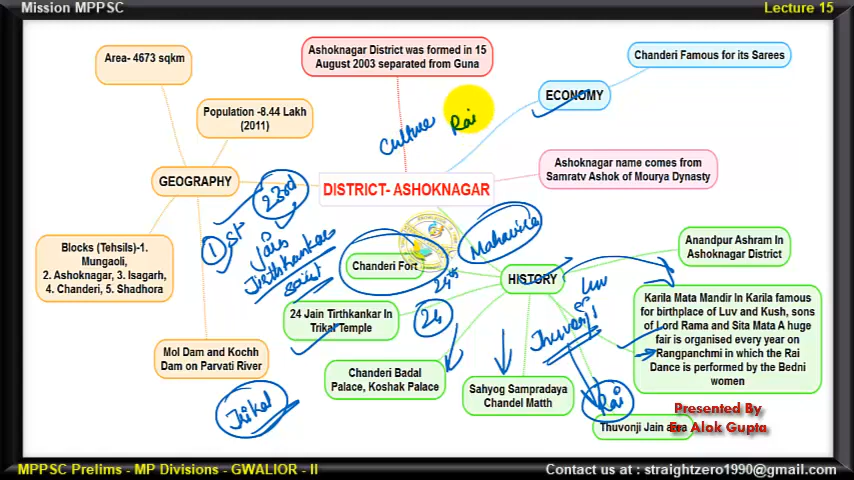 Mission MPPSC
Lecture 15
Area- 4673 sqkm
Ashoknagar District was formed in 15
August 2003 separated from Guna
Chanderi Famous for its Sarees
ECONOMY
Population -8.44 Lakh
(2011)
Culture Rai
Ashoknagar name comes from
Samratv Ashok of Mourya Dynasty
GEOGRAPHY
23rd
DISTRICT- ASHOKNAGAR
1st
Jain
Tirthankar
saint
Mahavira
Chanderi Fort
24th
HISTORY
Luv
&
Anandpur Ashram In
Ashoknagar District
Blocks (Tehsils)-1.
Mungaoli,
2. Ashoknagar, 3. Isagarh,
4. Chanderi, 5. Shadhora
24 Jain Tirthankar In
Trikal Temple
24
Thuvonji
Karila Mata Mandir In Karila famous
for birthplace of Luv and Kush, sons
of Lord Rama and Sita Mata A huge
fair is organised every year on
Rangpanchmi in which the Rai
Dance is performed by the Bedni
women
Mol Dam and Kochh
Dam on Parvati River
Chanderi Badal
Palace, Koshak Palace
Sahyog Sampradaya
Chandel Matth
Rai
Trikal
Thuvonji Jain
Presented By
Er. Alok Gupta
MPPSC Prelims - MP Divisions - GWALIOR - II
Contact us at : straightzero1990@gmail.com